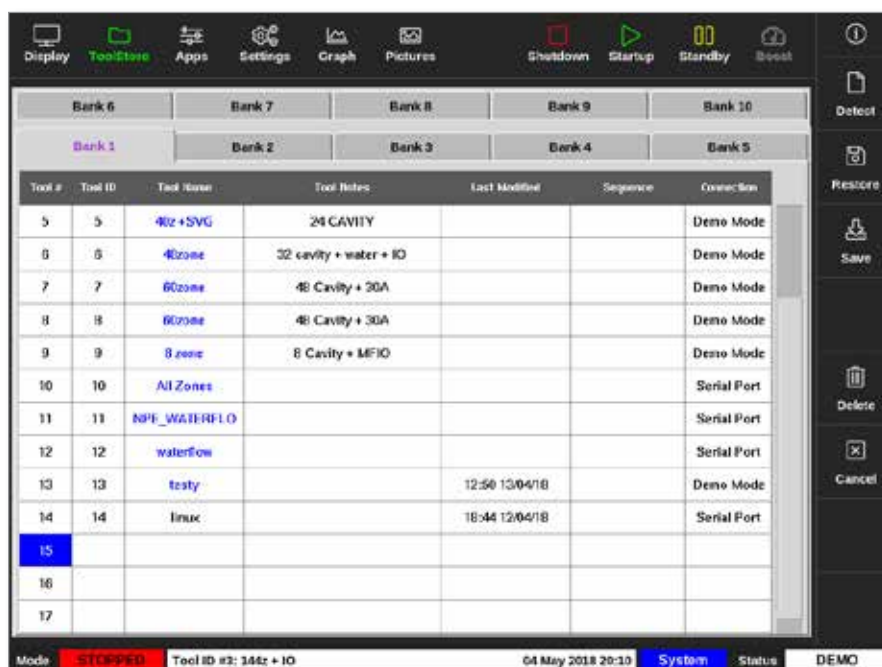 Display ToolStore Apps Settings Graph Pictures Shutdown Startup Standby Boost
Detect
Restore
Save
Delete
Cancel
Bank 6 Bank 7 Bank 8 Bank 9 Bank 10
Bank 1 Bank 2 Bank 3 Bank 4 Bank 5
Tool # Tool ID Tool Name Tool Notes Last Modified Sequence Connection
5 5 40z +SVG 24 CAVITY Demo Mode
6 6 40zone 32 cavity + water + IO Demo Mode
7 7 60zone 48 Cavity + 30A Demo Mode
8 8 60zone 48 Cavity + 30A Demo Mode
9 9 8 zone 8 Cavity + MFIO Demo Mode
10 10 All Zones Serial Port
11 11 NPE_WATERFLO Serial Port
12 12 waterflow Serial Port
13 13 testy 12:50 13/04/18 Demo Mode
14 14 linux 18:44 12/04/18 Serial Port
15
16
17
Mode STOPPED Tool ID #3: 144z + IO 04 May 2018 20:10 System Status DEMO